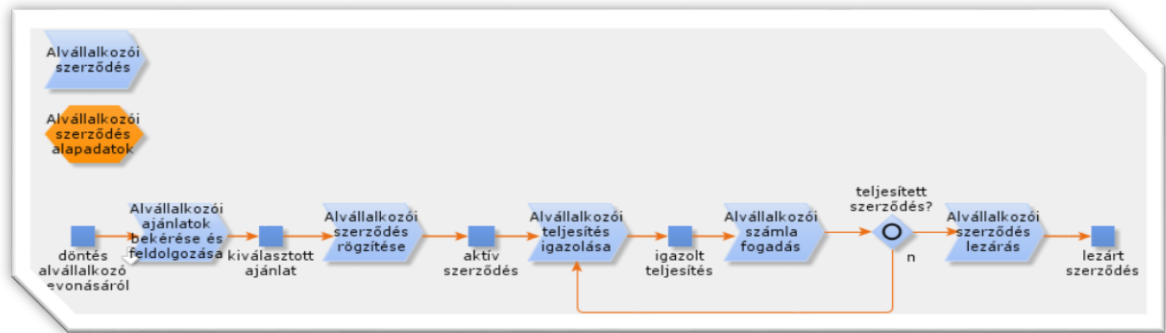 Alvállalkozói
szerződés
Alvállalkozói
szerződés
alapadatok
döntés
alvállalkozó
evonásáról
Alvállalkozói
ajánlatok
bekérése és
feldolgozása
kiválasztott
ajánlat
Alvállalkozói
szerződés
rögzítése
aktív
szerződés
Alvállalkozói
teljesítés
igazolása
igazolt
teljesítés
Alvállalkozói
számla
fogadás
teljesített
szerződés?
n
Alvállalkozói
szerződés
lezárás
lezárt
szerződés